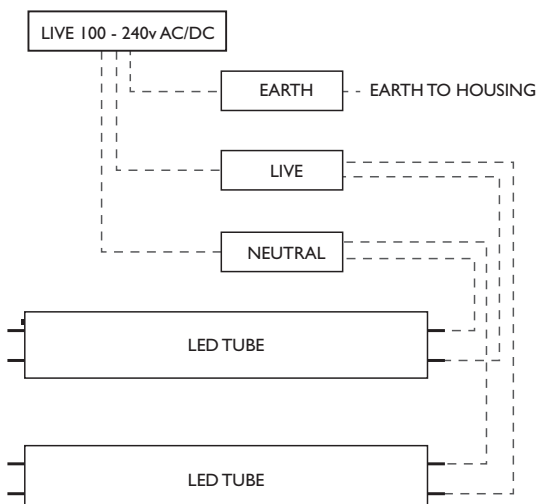 LIVE 100 - 240v AC/DC
EARTH
EARTH TO HOUSING
LIVE
NEUTRAL
LED TUBE
LED TUBE